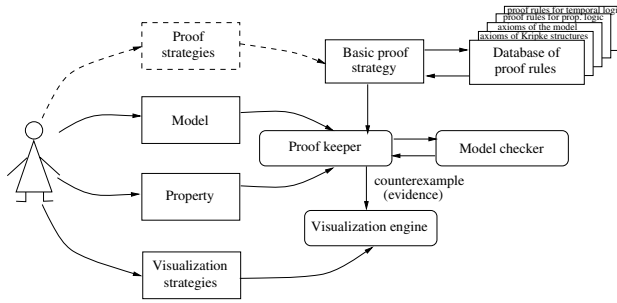 proof rules for temporal logic
proof rules for prop. logic
axioms of the model
axioms of Kripke structures
Proof
strategies
Basic proof
strategy
Database of
proof rules
Model
Proof keeper
Model checker
Property
counterexample
(evidence)
Visualization engine
Visualization
strategies